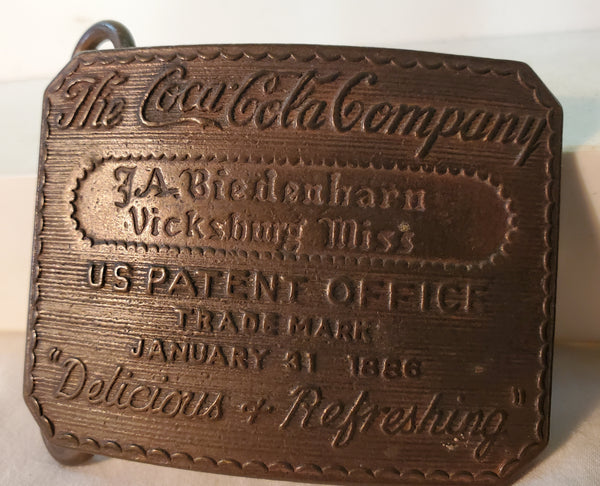 The Coca-Cola Company
J.A. Biedenharn
Vicksburg Miss
US PATENT OFFICE
TRADE MARK
JANUARY 31 1886
"Delicious + Refreshing"